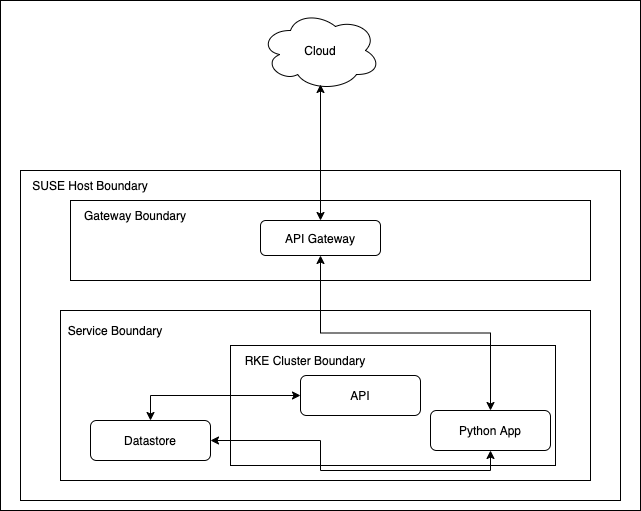 Cloud
SUSE Host Boundary
Gateway Boundary
API Gateway
Service Boundary
RKE Cluster Boundary
API
Python App
Datastore